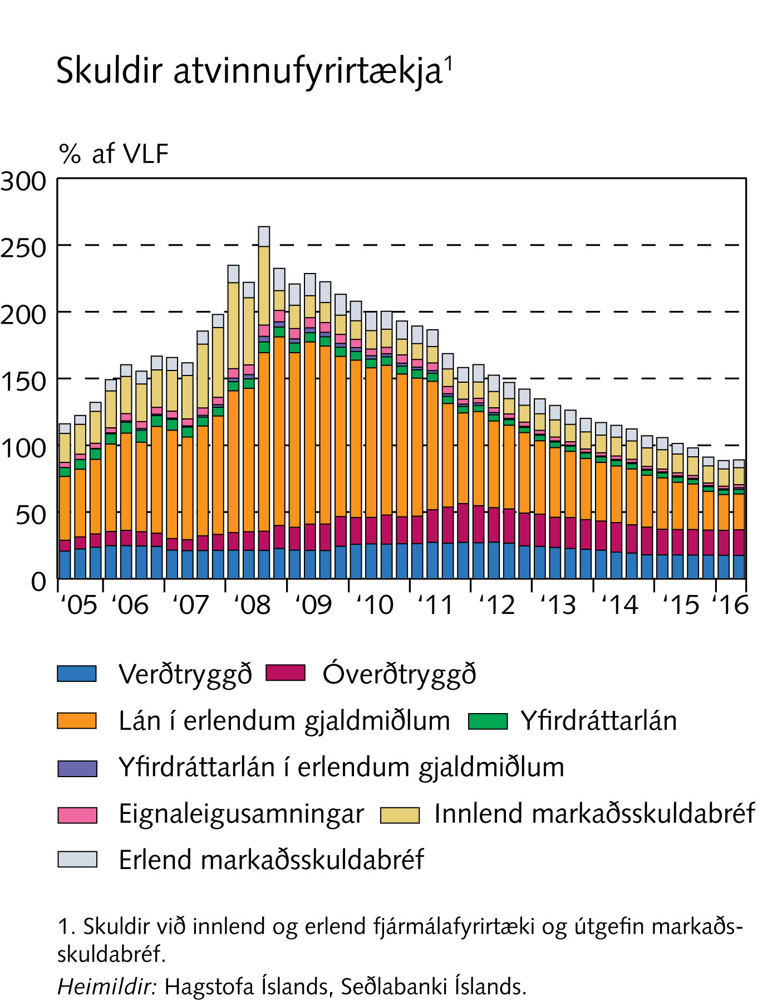 Skuldir atvinnufyrirtækja¹
% af VLF
300
250
200
150
100
50
0
‘05 ‘06 ‘07 ‘08 ‘09 ‘10 ‘11 ‘12 ‘13 ‘14 ‘15 ‘16
Verðtryggð Óverðtryggð
Lán í erlendum gjaldmiðlum Yfirdráttarlán
Yfirdráttarlán í erlendum gjaldmiðlum
Eignaleigusamningar Innlend markaðsskuldabréf
Erlend markaðsskuldabréf
1. Skuldir við innlend og erlend fjármálafyrirtæki og útgefin markaðs-
skuldabréf.
Heimildir: Hagstofa Íslands, Seðlabanki Íslands.